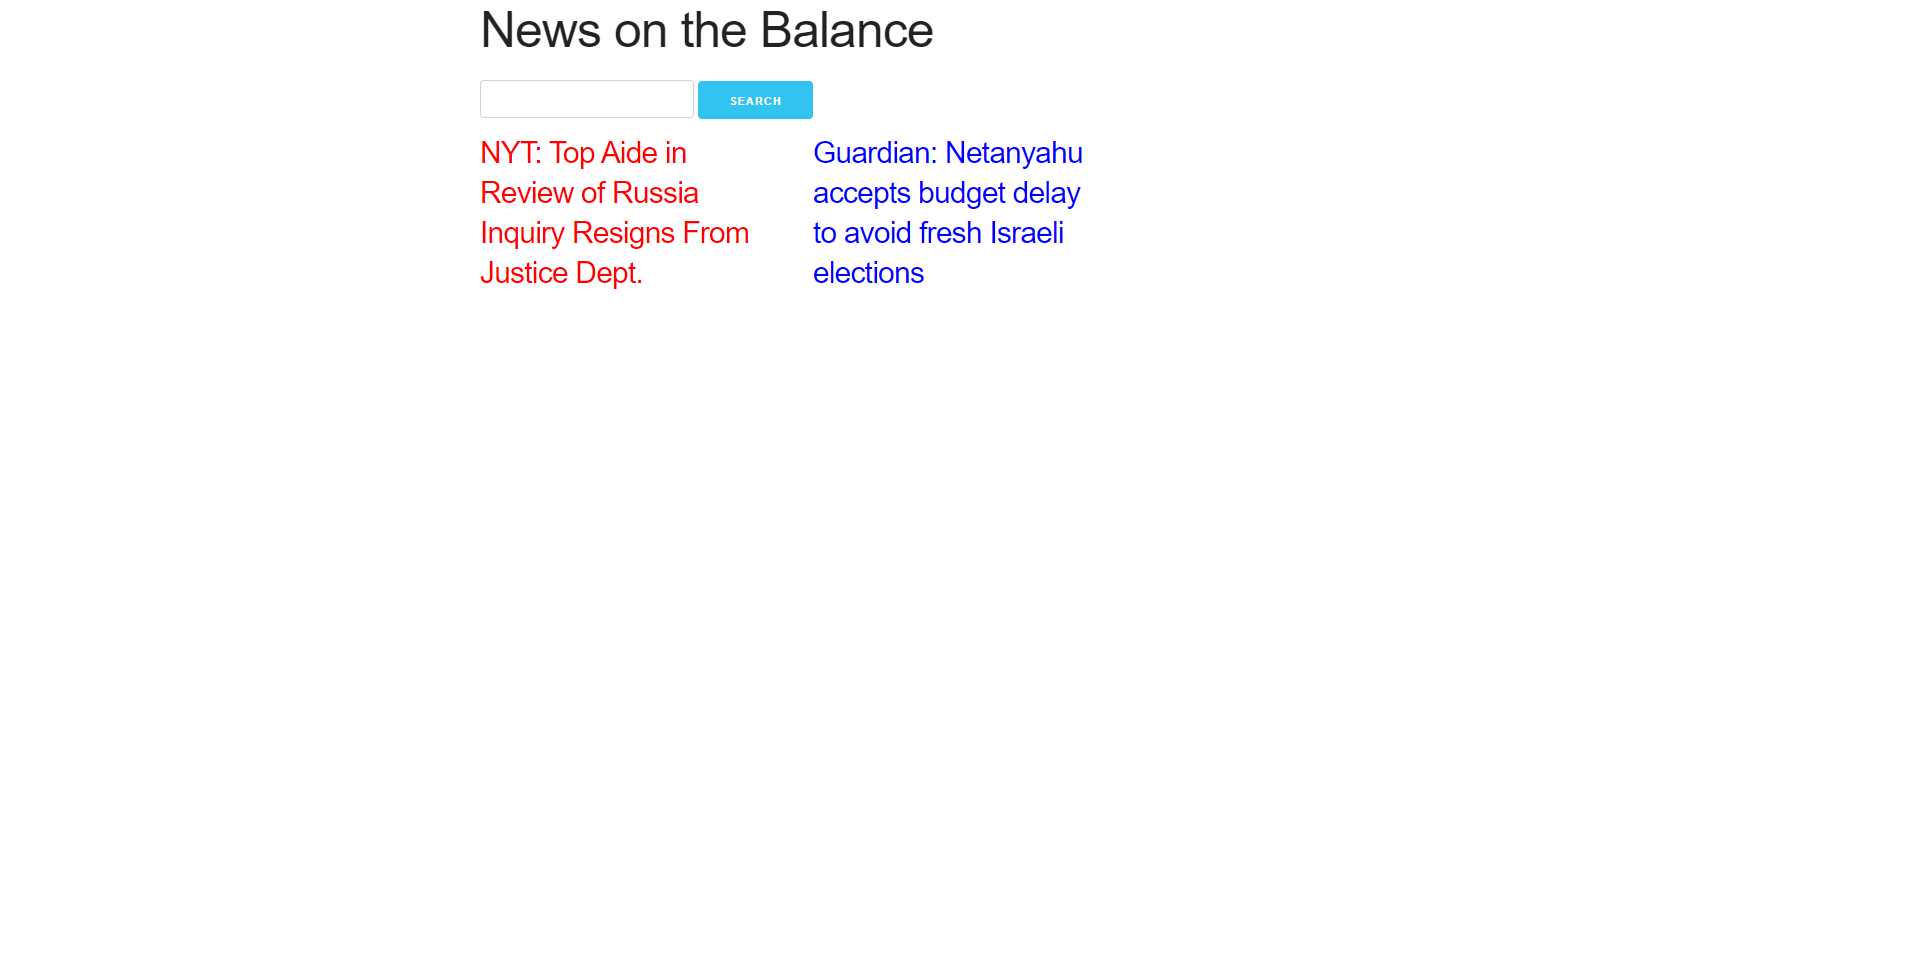 News on the Balance
SEARCH
NYT: Top Aide in
Review of Russia
Inquiry Resigns From
Justice Dept.
Guardian: Netanyahu
accepts budget delay
to avoid fresh Israeli
elections